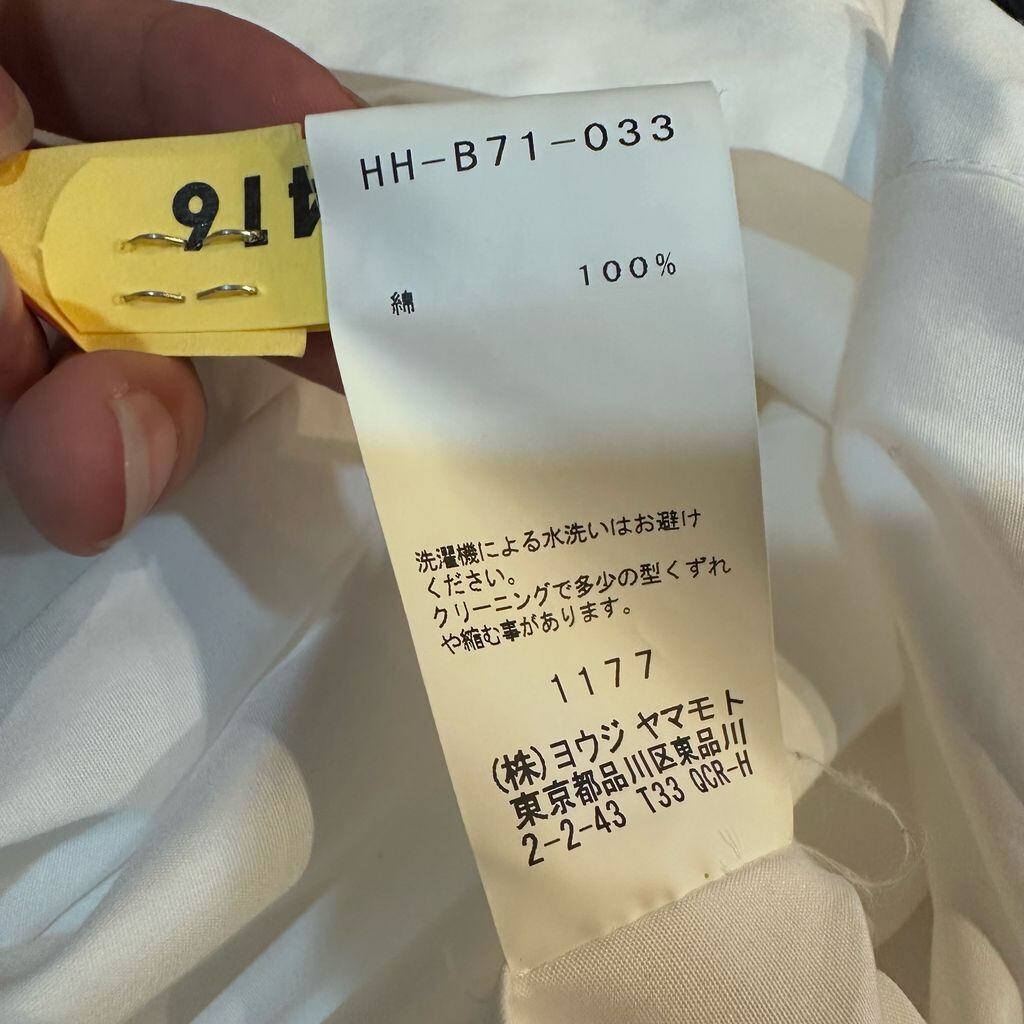 HH-B71-033
416
綿 100%
洗濯機による水洗いはお避け
ください。
クリーニングで多少の型くずれ
や縮む事があります。
1177
(株)ヨウジ ヤマモト
東京都品川区東品川
2-2-43 T33 QCR-H